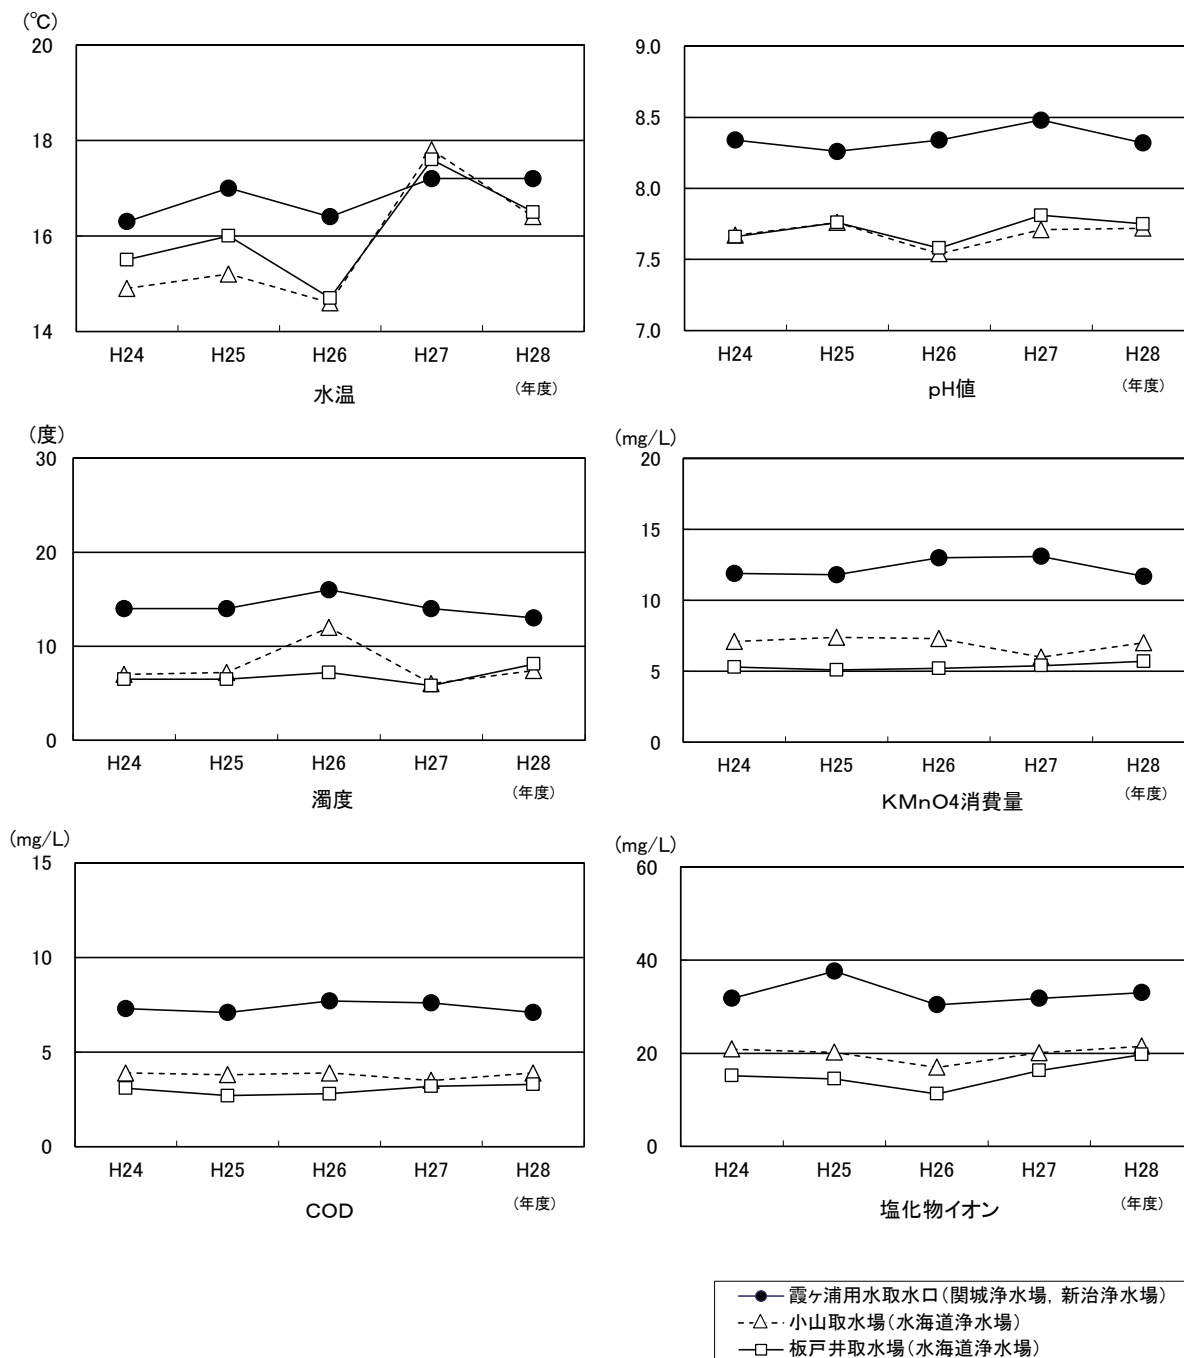 (℃)
20
18
16
14
H24 H25 H26 H27 H28
水温
(年度)
9.0
8.5
8.0
7.5
7.0
H24 H25 H26 H27 H28
pH値
(年度)
(度)
30
20
10
0
H24 H25 H26 H27 H28
濁度
(年度)
(mg/L)
20
15
10
5
0
H24 H25 H26 H27 H28
KMnO4消費量
(年度)
(mg/L)
15
10
5
0
H24 H25 H26 H27 H28
COD
(年度)
(mg/L)
60
40
20
0
H24 H25 H26 H27 H28
塩化物イオン
(年度)
霞ヶ浦用水取水口(関城浄水場, 新治浄水場)
小山取水場(水海道浄水場)
板戸井取水場(水海道浄水場)